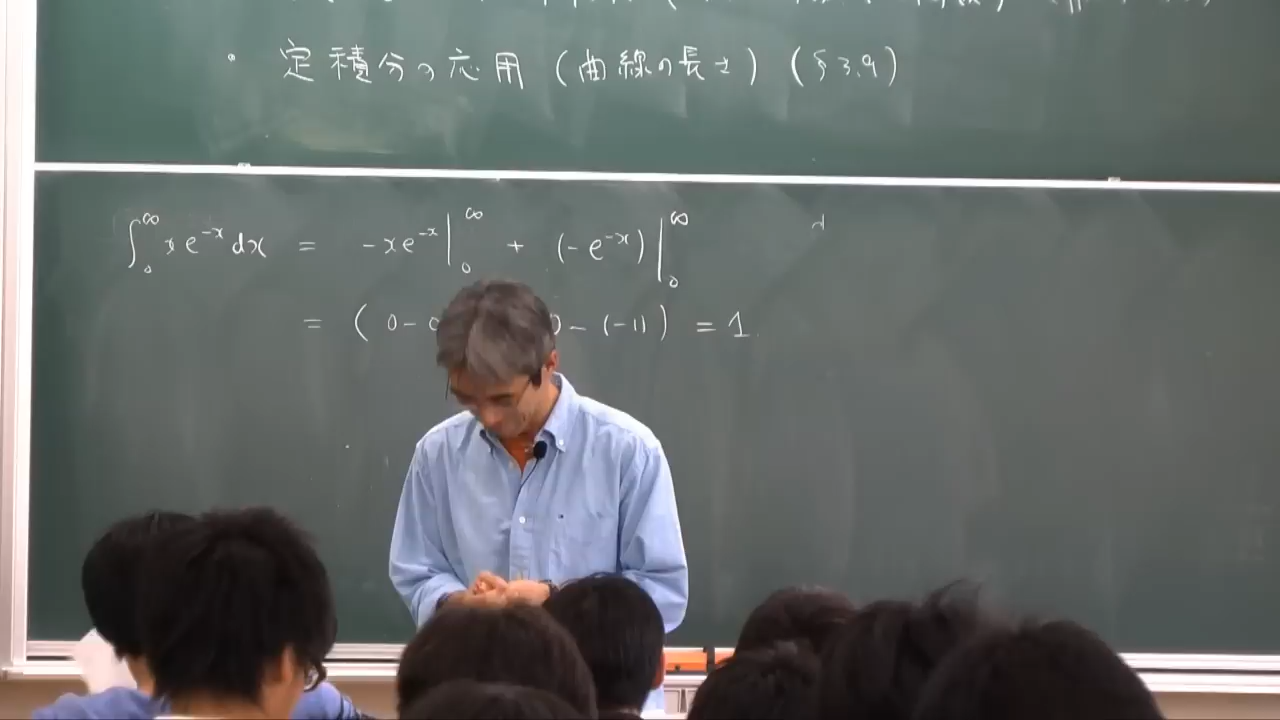 ・ 定積分の応用 (曲線の長さ) (§3.9)
∫₀^∞ x e^{-x} dx = -x e^{-x} |₀^∞ + (-e^{-x}) |₀^∞
= ( 0 - 0 - (-1)) = 1